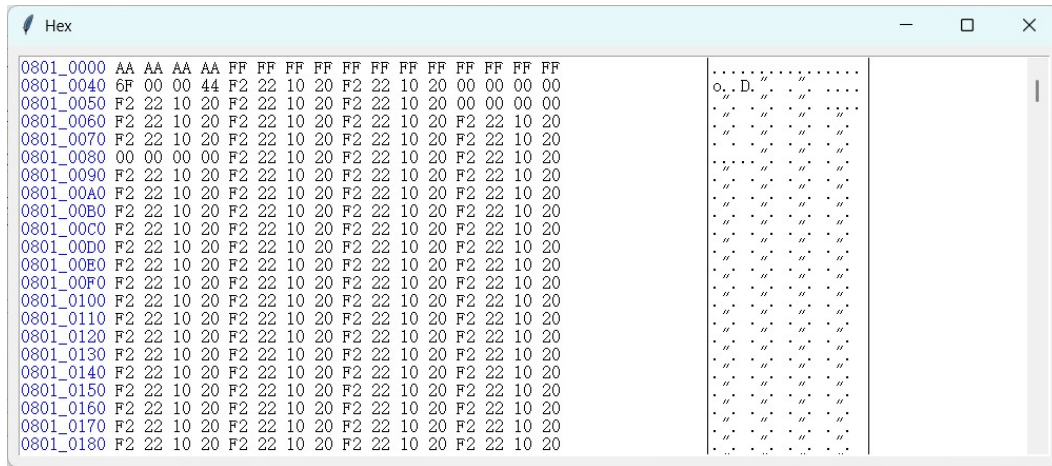 Hex
0801_0000 AA AA AA AA FF FF FF FF FF FF FF FF FF FF FF FF |................|
0801_0040 6F 00 00 44 F2 22 10 20 F2 22 10 20 00 00 00 00 |o..D.". .". ....|
0801_0050 F2 22 10 20 F2 22 10 20 F2 22 10 20 00 00 00 00 |.". .". .". ....|
0801_0060 F2 22 10 20 F2 22 10 20 F2 22 10 20 F2 22 10 20 |.". .". .". .". |
0801_0070 F2 22 10 20 F2 22 10 20 F2 22 10 20 F2 22 10 20 |.". .". .". .". |
0801_0080 00 00 00 00 F2 22 10 20 F2 22 10 20 F2 22 10 20 |.....". .". .". |
0801_0090 F2 22 10 20 F2 22 10 20 F2 22 10 20 F2 22 10 20 |.". .". .". .". |
0801_00A0 F2 22 10 20 F2 22 10 20 F2 22 10 20 F2 22 10 20 |.". .". .". .". |
0801_00B0 F2 22 10 20 F2 22 10 20 F2 22 10 20 F2 22 10 20 |.". .". .". .". |
0801_00C0 F2 22 10 20 F2 22 10 20 F2 22 10 20 F2 22 10 20 |.". .". .". .". |
0801_00D0 F2 22 10 20 F2 22 10 20 F2 22 10 20 F2 22 10 20 |.". .". .". .". |
0801_00E0 F2 22 10 20 F2 22 10 20 F2 22 10 20 F2 22 10 20 |.". .". .". .". |
0801_00F0 F2 22 10 20 F2 22 10 20 F2 22 10 20 F2 22 10 20 |.". .". .". .". |
0801_0100 F2 22 10 20 F2 22 10 20 F2 22 10 20 F2 22 10 20 |.". .". .". .". |
0801_0110 F2 22 10 20 F2 22 10 20 F2 22 10 20 F2 22 10 20 |.". .". .". .". |
0801_0120 F2 22 10 20 F2 22 10 20 F2 22 10 20 F2 22 10 20 |.". .". .". .". |
0801_0130 F2 22 10 20 F2 22 10 20 F2 22 10 20 F2 22 10 20 |.". .". .". .". |
0801_0140 F2 22 10 20 F2 22 10 20 F2 22 10 20 F2 22 10 20 |.". .". .". .". |
0801_0150 F2 22 10 20 F2 22 10 20 F2 22 10 20 F2 22 10 20 |.". .". .". .". |
0801_0160 F2 22 10 20 F2 22 10 20 F2 22 10 20 F2 22 10 20 |.". .". .". .". |
0801_0170 F2 22 10 20 F2 22 10 20 F2 22 10 20 F2 22 10 20 |.". .". .". .". |
0801_0180 F2 22 10 20 F2 22 10 20 F2 22 10 20 F2 22 10 20 |.". .". .". .". |